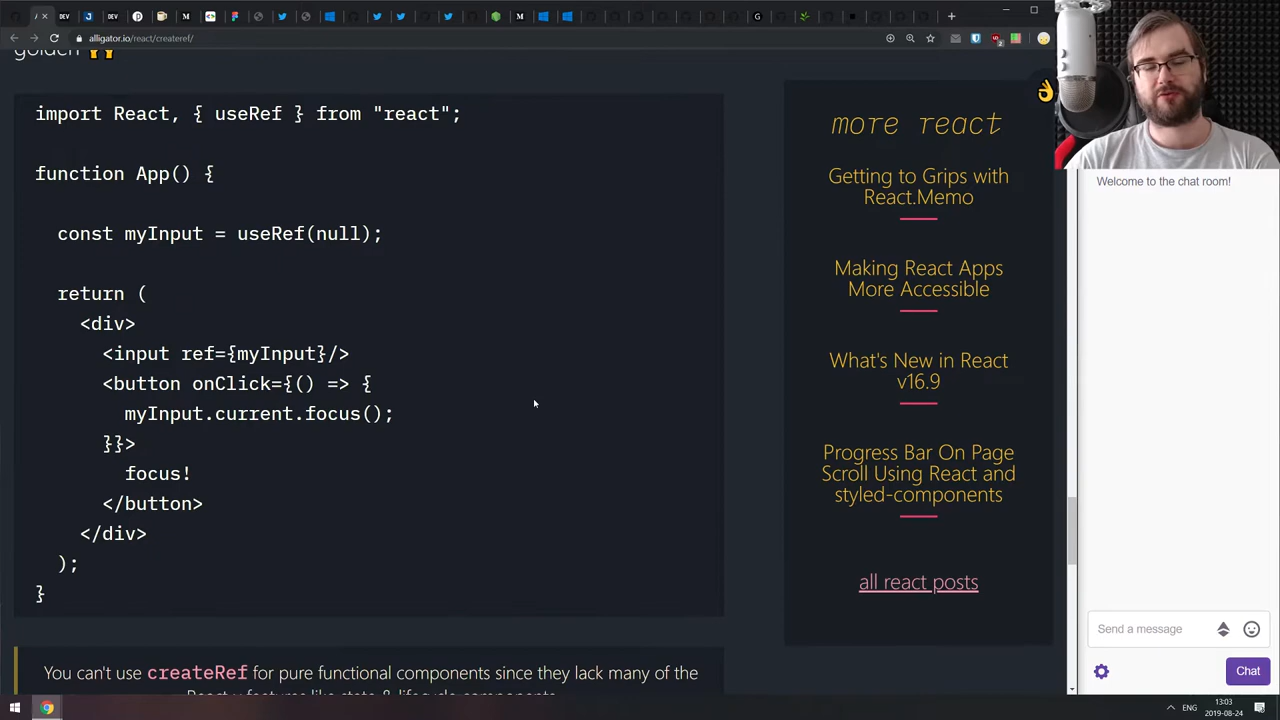 alligator.io/react/createref/
golden
import React, { useRef } from "react";
function App() {
const myInput = useRef(null);
return (
<div>
<input ref={myInput}/>
<button onClick={() => {
myInput.current.focus();
}}>
focus!
</button>
</div>
);
}
You can't use createRef for pure functional components since they lack many of the
more react
Getting to Grips with
React.Memo
Making React Apps
More Accessible
What's New in React
v16.9
Progress Bar On Page
Scroll Using React and
styled-components
all react posts
Welcome to the chat room!
Send a message
Chat
ENG
13:03
2019-08-24